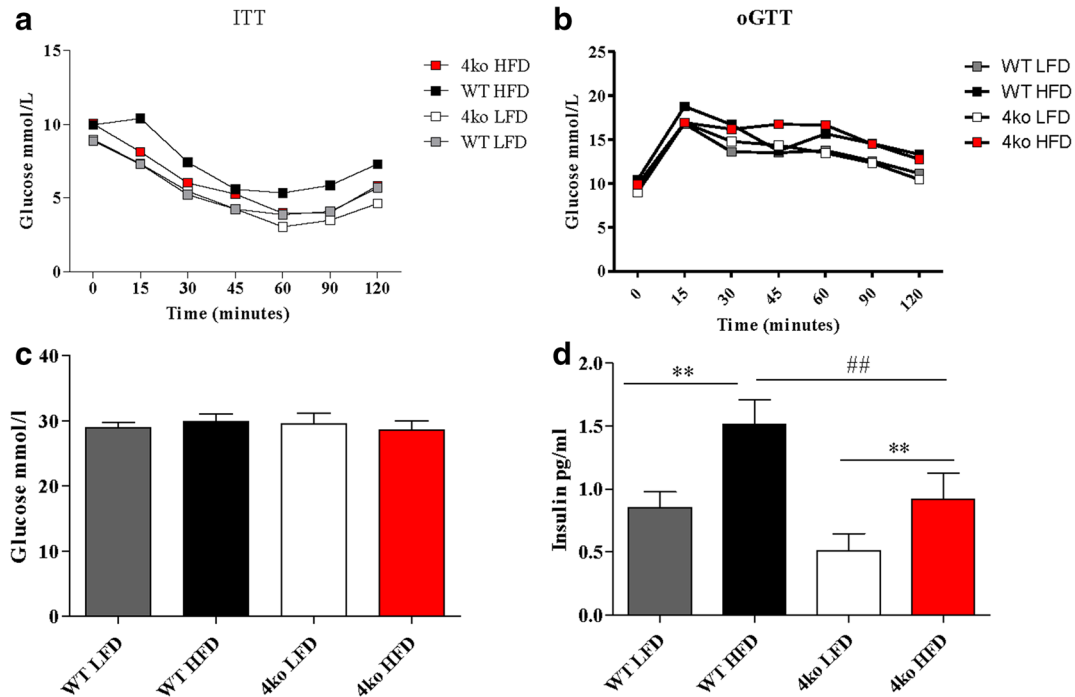 a
ITT
15
10
5
0
Glucose mmol/L
0 15 30 45 60 90 120
Time (minutes)
4ko HFD
WT HFD
4ko LFD
WT LFD
b
oGTT
25
20
15
10
5
0
Glucose mmol/L
0 15 30 45 60 90 120
Time (minutes)
WT LFD
WT HFD
4ko LFD
4ko HFD
c
40
30
20
10
0
Glucose mmol/l
WT LFD WT HFD 4ko LFD 4ko HFD
d
2.0
1.5
1.0
0.5
0.0
Insulin pg/ml
**
##
**
WT LFD WT HFD 4ko LFD 4ko HFD